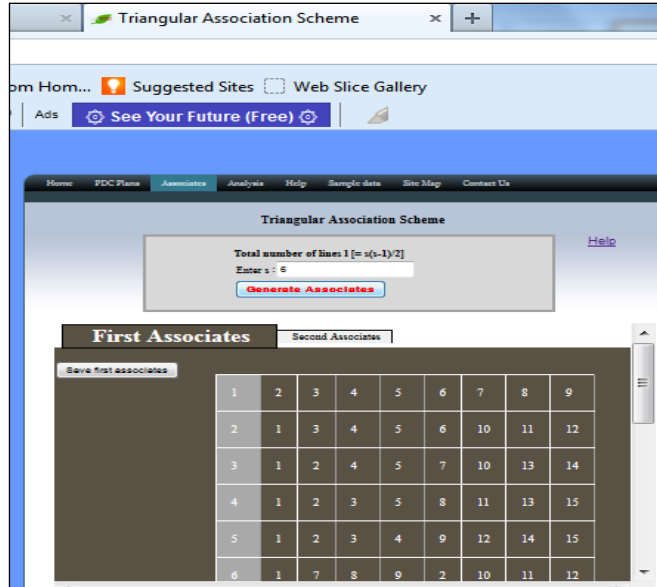 Triangular Association Scheme
om Hom... Suggested Sites Web Slice Gallery
Ads See Your Future (Free)
Home PDC Plans Associates Analysis Help Sample data Site Map Contact Us
Triangular Association Scheme
Help
Total number of lines l [= s(s-1)/2]
Enter s : 6
Generate Associates
First Associates Second Associates
Save first associates
1 2 3 4 5 6 7 8 9
2 1 3 4 5 6 10 11 12
3 1 2 4 5 7 10 13 14
4 1 2 3 5 8 11 13 15
5 1 2 3 4 9 12 14 15
6 1 7 8 9 2 10 11 12